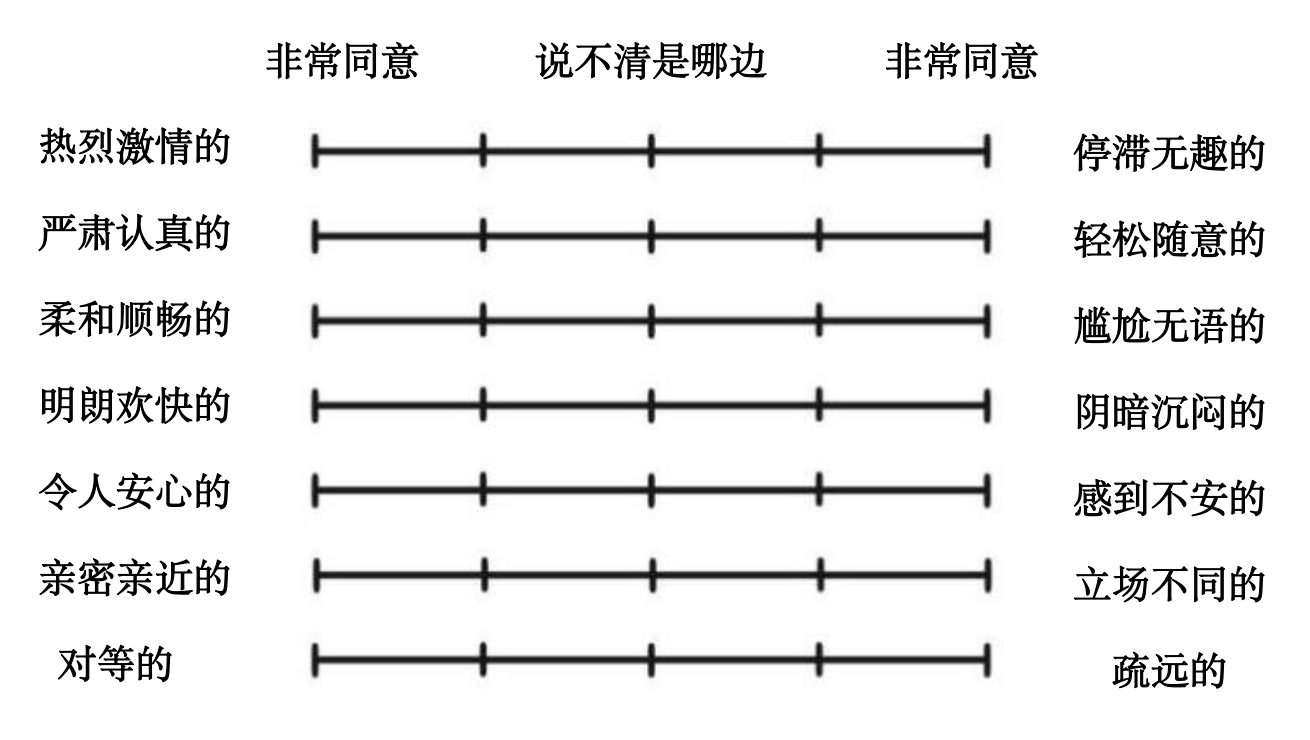 非常同意 说不清是哪边 非常同意
热烈激情的 停滞无趣的
严肃认真的 轻松随意的
柔和顺畅的 尴尬无语的
明朗欢快的 阴暗沉闷的
令人安心的 感到不安的
亲密亲近的 立场不同的
对等的 疏远的